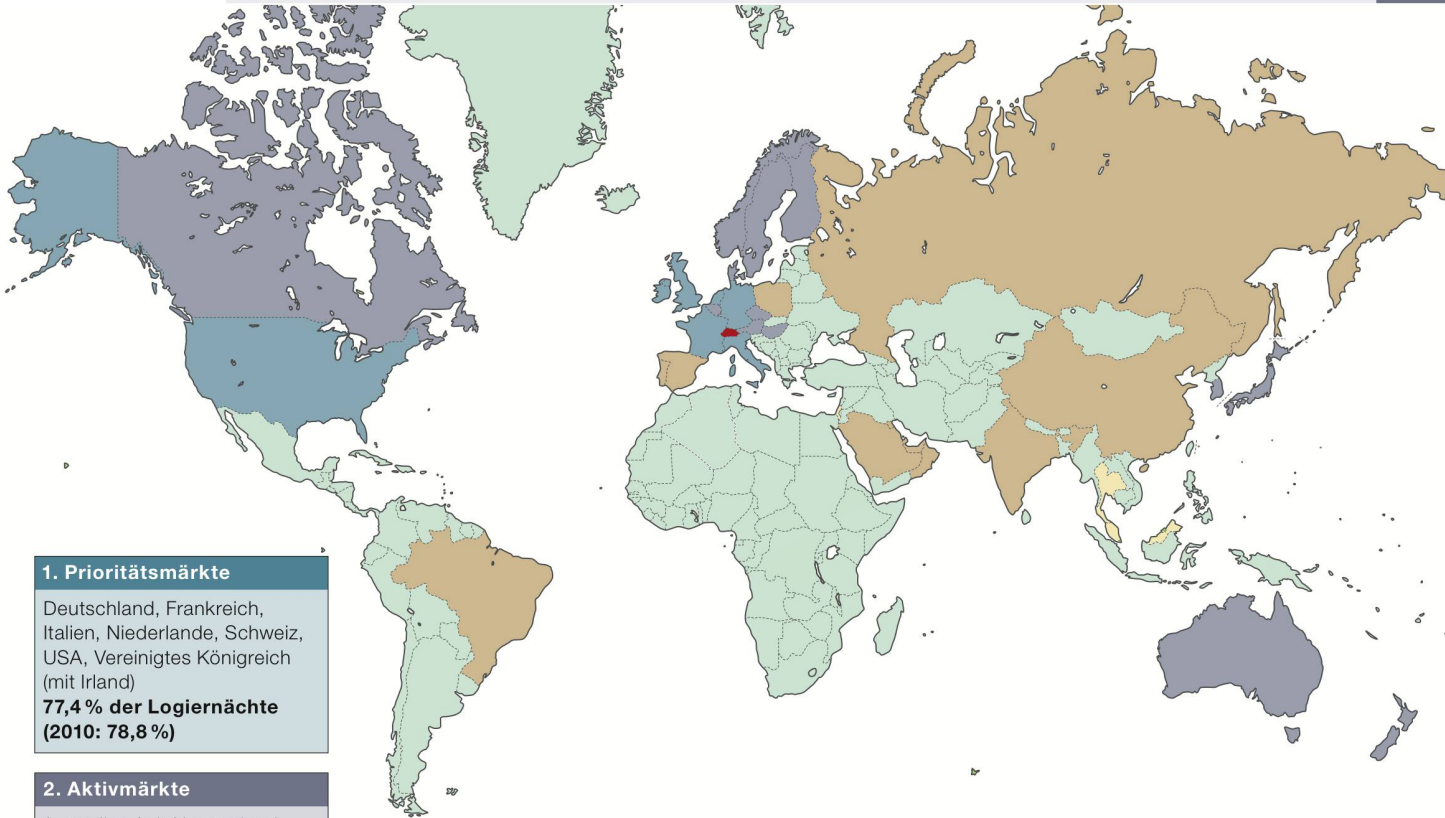 1. Prioritätsmärkte
Deutschland, Frankreich,
Italien, Niederlande, Schweiz,
USA, Vereinigtes Königreich
(mit Irland)
77,4 % der Logiernächte
(2010: 78,8 %)
2. Aktivmärkte